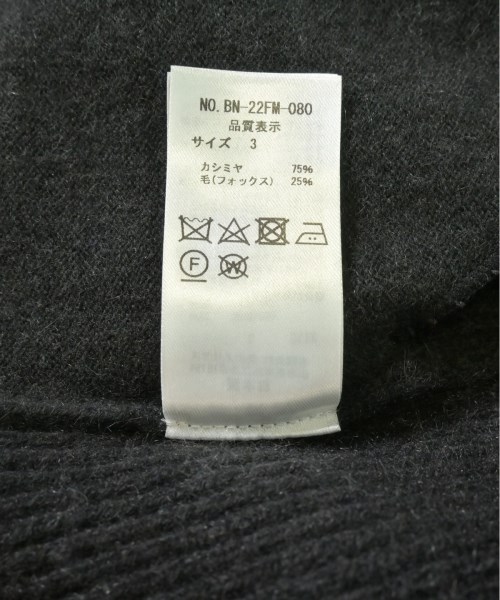 NO. BN-22FM-080
品質表示
サイズ 3
カシミヤ 75%
毛(フォックス) 25%
F W